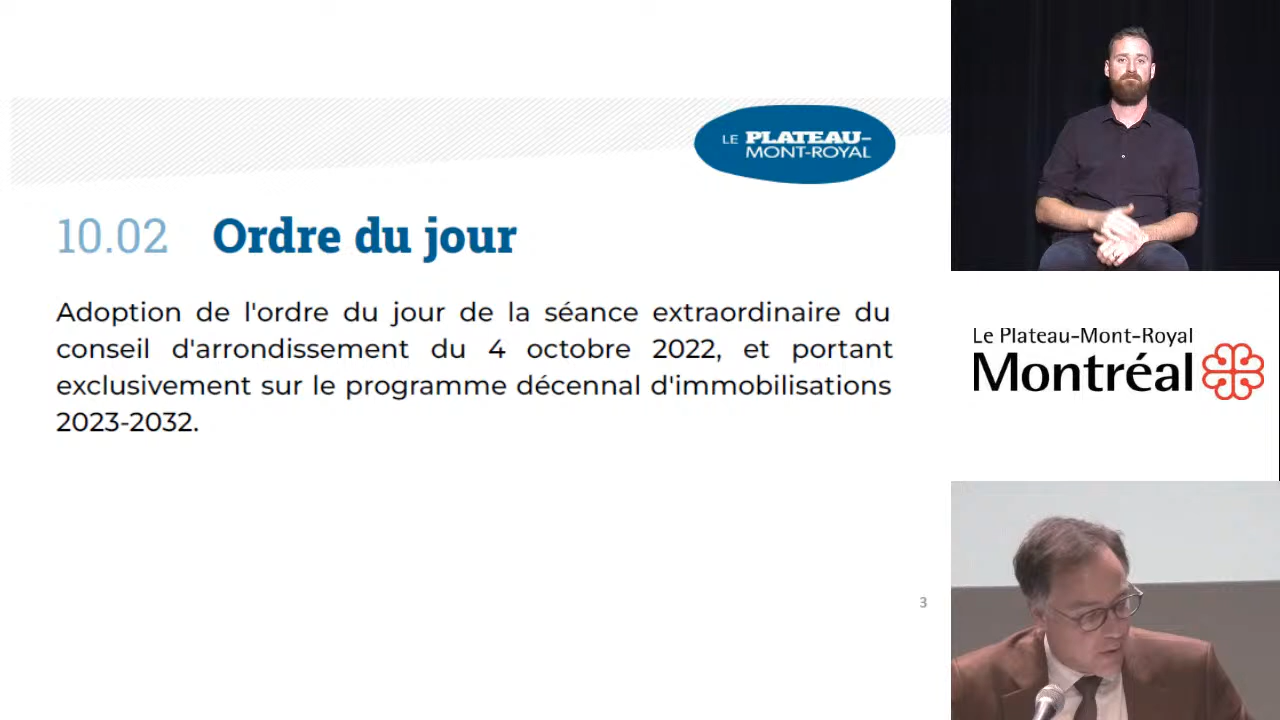 LE PLATEAU-
MONT-ROYAL
10.02 Ordre du jour
Adoption de l'ordre du jour de la séance extraordinaire du
conseil d'arrondissement du 4 octobre 2022, et portant
exclusivement sur le programme décennal d'immobilisations
2023-2032.
3
Le Plateau-Mont-Royal
Montréal